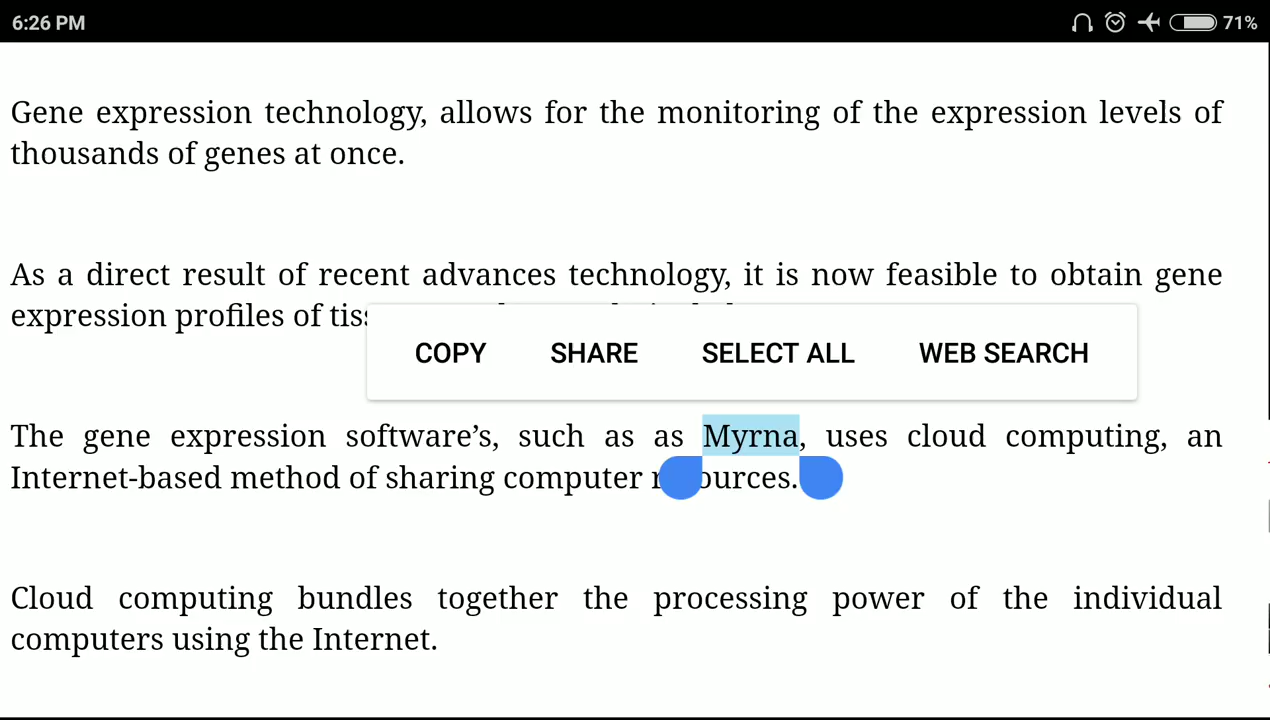 6:26 PM
71%
Gene expression technology, allows for the monitoring of the expression levels of
thousands of genes at once.
As a direct result of recent advances technology, it is now feasible to obtain gene
expression profiles of
COPY SHARE SELECT ALL WEB SEARCH
The gene expression software’s, such as as Myrna, uses cloud computing, an
Internet-based method of sharing computer resources.
Cloud computing bundles together the processing power of the individual
computers using the Internet.